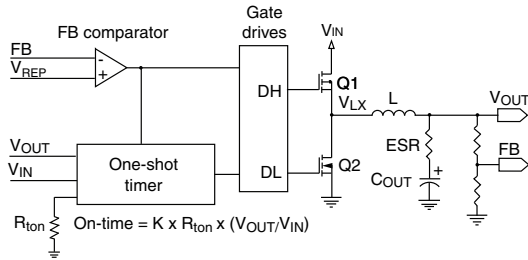 FB comparator
Gate
drives
FB
VREP
-
+
VIN
DH
Q1
VLX
L
VOUT
ESR
FB
COUT
+
VOUT
VIN
One-shot
timer
DL
Q2
Rton
On-time = K x Rton x (VOUT/VIN)